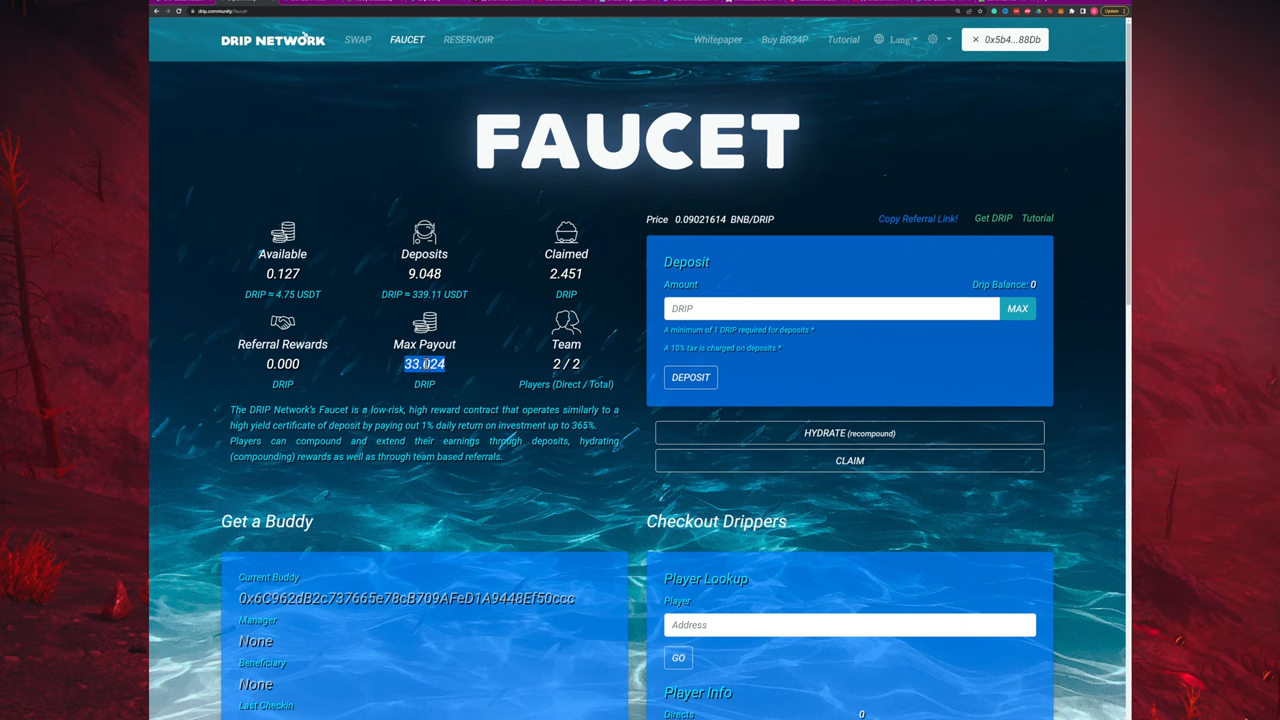 drip.community/faucet
Update
DRIP NETWORK
SWAP
FAUCET
RESERVOIR
Whitepaper
Buy BR34P
Tutorial
Lang
0x5b4...88Db
FAUCET
Available
0.127
DRIP ≈ 4.75 USDT
Deposits
9.048
DRIP ≈ 339.11 USDT
Claimed
2.451
DRIP
Referral Rewards
0.000
DRIP
Max Payout
33.024
DRIP
Team
2 / 2
Players (Direct / Total)
The DRIP Network's Faucet is a low-risk, high reward contract that operates similarly to a
high yield certificate of deposit by paying out 1% daily return on investment up to 365%.
Players can compound and extend their earnings through deposits, hydrating
(compounding) rewards as well as through team based referrals.
Price 0.09021614 BNB/DRIP
Copy Referral Link!
Get DRIP
Tutorial
Deposit
Amount
Drip Balance: 0
DRIP
MAX
A minimum of 1 DRIP required for deposits *
A 10% tax is charged on deposits *
DEPOSIT
HYDRATE (recompound)
CLAIM
Get a Buddy
Current Buddy
0x6C962dB2c737665e78cB709AFeD1A9448Ef50ccc
Manager
None
Beneficiary
None
Last Checkin
Checkout Drippers
Player Lookup
Player
Address
GO
Player Info
Directs 0